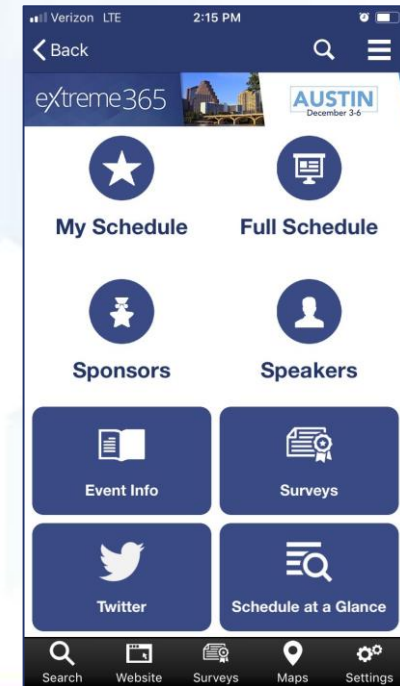 Verizon LTE 2:15 PM
Back
eXtreme365 AUSTIN
December 3-6
My Schedule Full Schedule
Sponsors Speakers
Event Info Surveys
Twitter Schedule at a Glance
Search Website Surveys Maps Settings